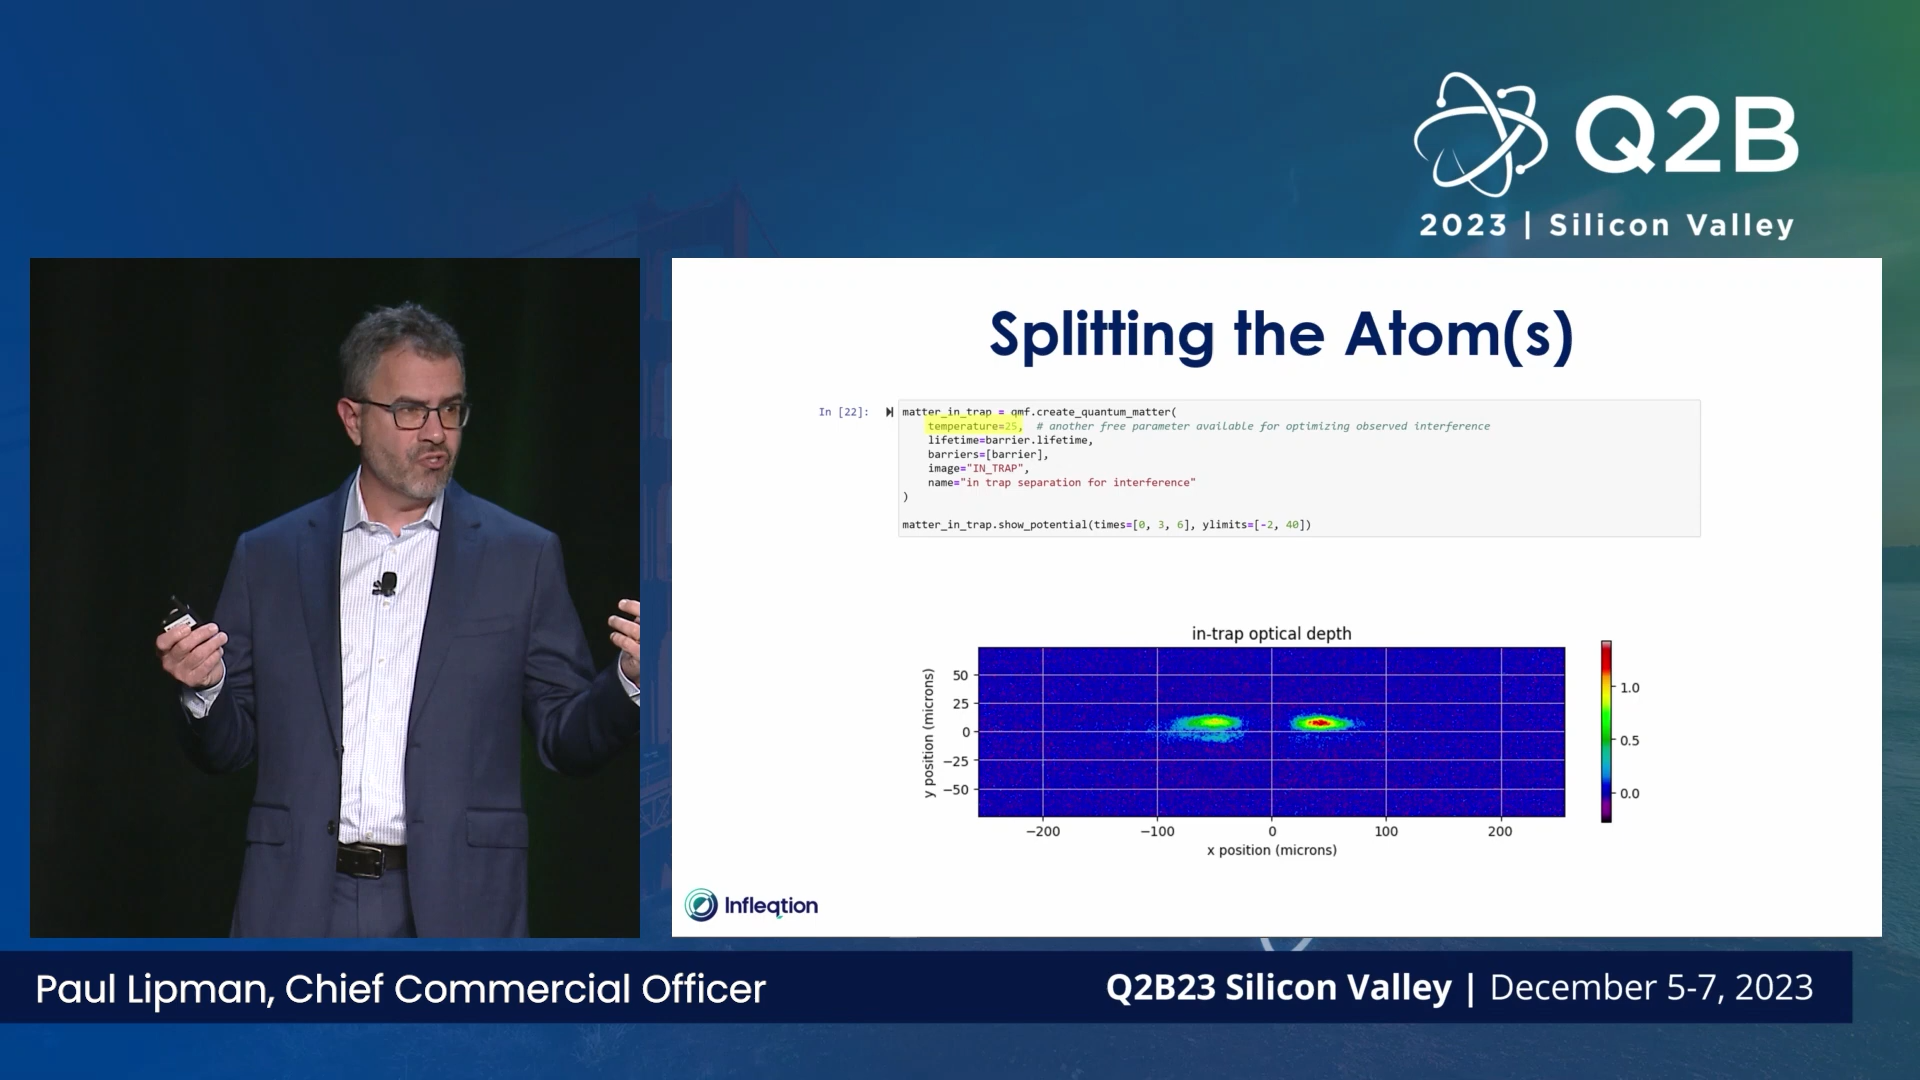 Q2B
2023 | Silicon Valley
Splitting the Atom(s)
In [22]:
matter_in_trap = qmf.create_quantum_matter(
temperature=25, # another free parameter available for optimizing observed interference
lifetime=barrier.lifetime,
barriers=[barrier],
image="IN_TRAP",
name="in trap separation for interference"
)
matter_in_trap.show_potential(times=[0, 3, 6], ylimits=[-2, 40])
in-trap optical depth
y position (microns)
50
25
0
−25
−50
−200
−100
0
100
200
x position (microns)
1.0
0.5
0.0
Infleqtion
Paul Lipman, Chief Commercial Officer
Q2B23 Silicon Valley | December 5-7, 2023